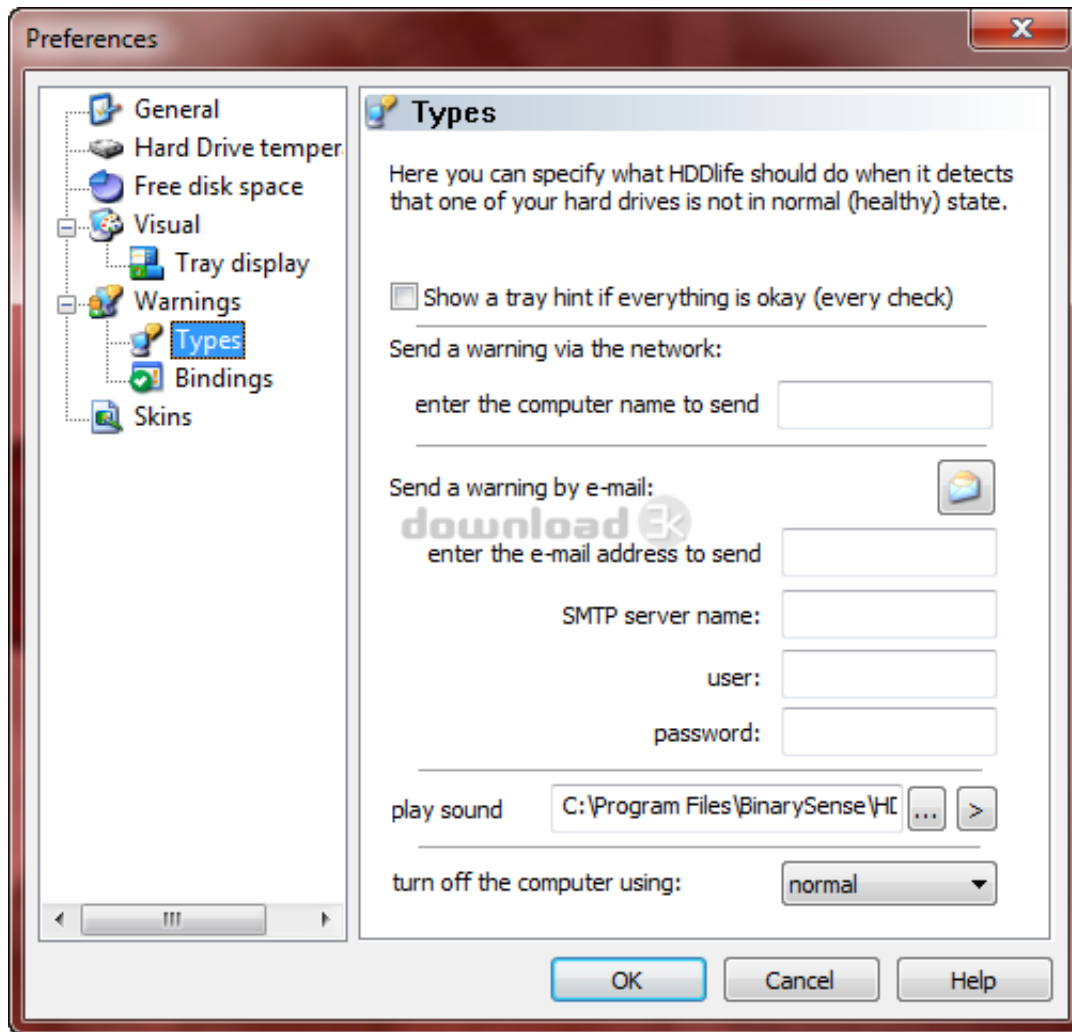 Preferences
General
Hard Drive temper
Free disk space
Visual
Tray display
Warnings
Types
Bindings
Skins
Types
Here you can specify what HDDlife should do when it detects
that one of your hard drives is not in normal (healthy) state.
Show a tray hint if everything is okay (every check)
Send a warning via the network:
enter the computer name to send
Send a warning by e-mail:
download 3k
enter the e-mail address to send
SMTP server name:
user:
password:
play sound C:\Program Files\BinarySense\HD ... >
turn off the computer using: normal
OK Cancel Help